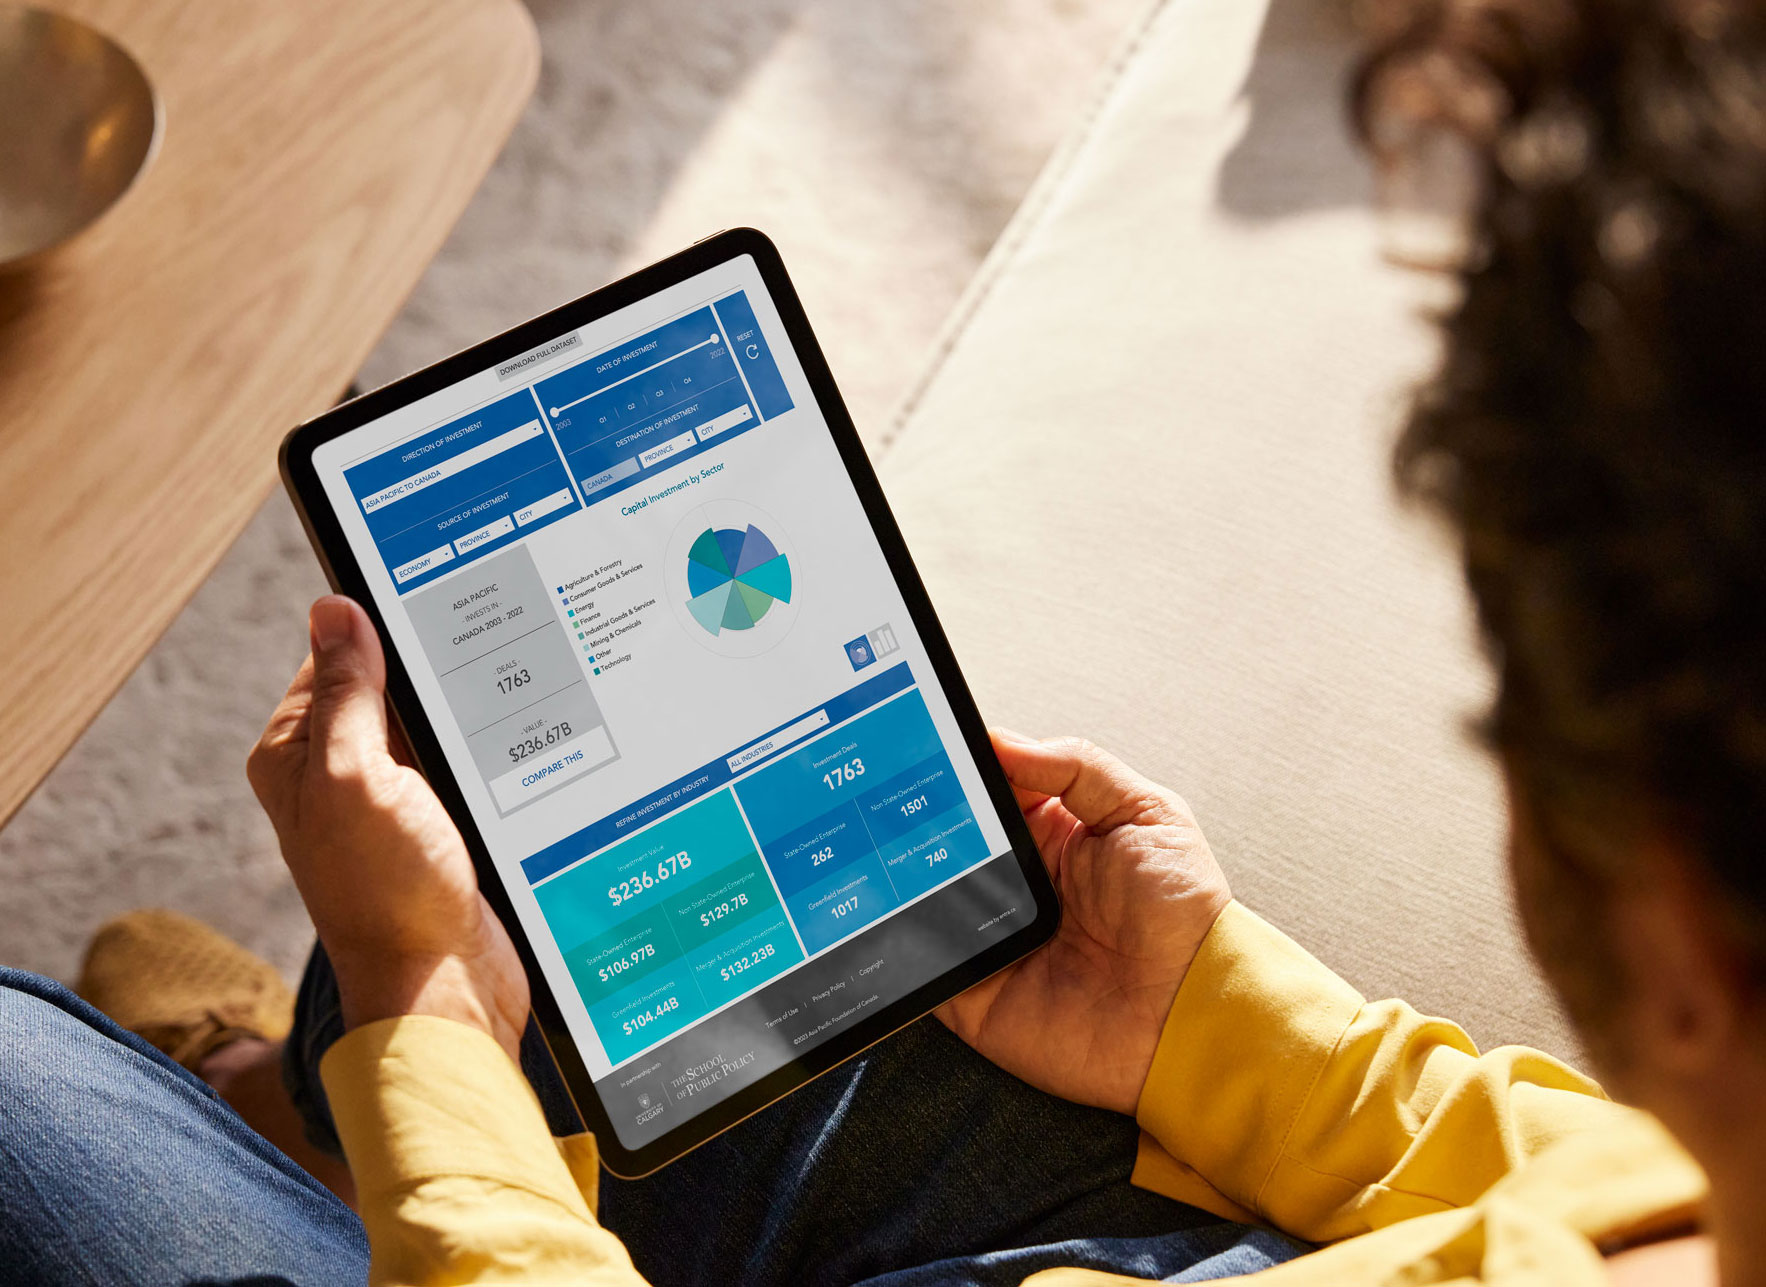 DOWNLOAD FULL DATASET
DIRECTION OF INVESTMENT
ASIA PACIFIC TO CANADA
SOURCE OF INVESTMENT
ECONOMY
PROVINCE
CITY
DATE OF INVESTMENT
2003
2022
Q1 | Q2 | Q3 | Q4
DESTINATION OF INVESTMENT
CANADA
PROVINCE
CITY
RESET
ASIA PACIFIC
- INVESTS IN -
CANADA 2003 - 2022
- DEALS -
1763
- VALUE -
$236.67B
COMPARE THIS
Capital Investment by Sector
Agriculture & Forestry
Consumer Goods & Services
Energy
Finance
Industrial Goods & Services
Mining & Chemicals
Other
Technology
REFINE INVESTMENT BY INDUSTRY
ALL INDUSTRIES
Investment Value
$236.67B
State-Owned Enterprise
$106.97B
Non State-Owned Enterprise
$129.7B
Greenfield Investments
$104.44B
Merger & Acquisition Investments
$132.23B
Investment Deals
1763
State-Owned Enterprise
262
Non State-Owned Enterprise
1501
Greenfield Investments
1017
Merger & Acquisition Investments
740
In partnership with
UNIVERSITY OF
CALGARY
THE SCHOOL
OF PUBLIC POLICY
Terms of Use | Privacy Policy | Copyright
©2023 Asia Pacific Foundation of Canada.
website by entra.ca